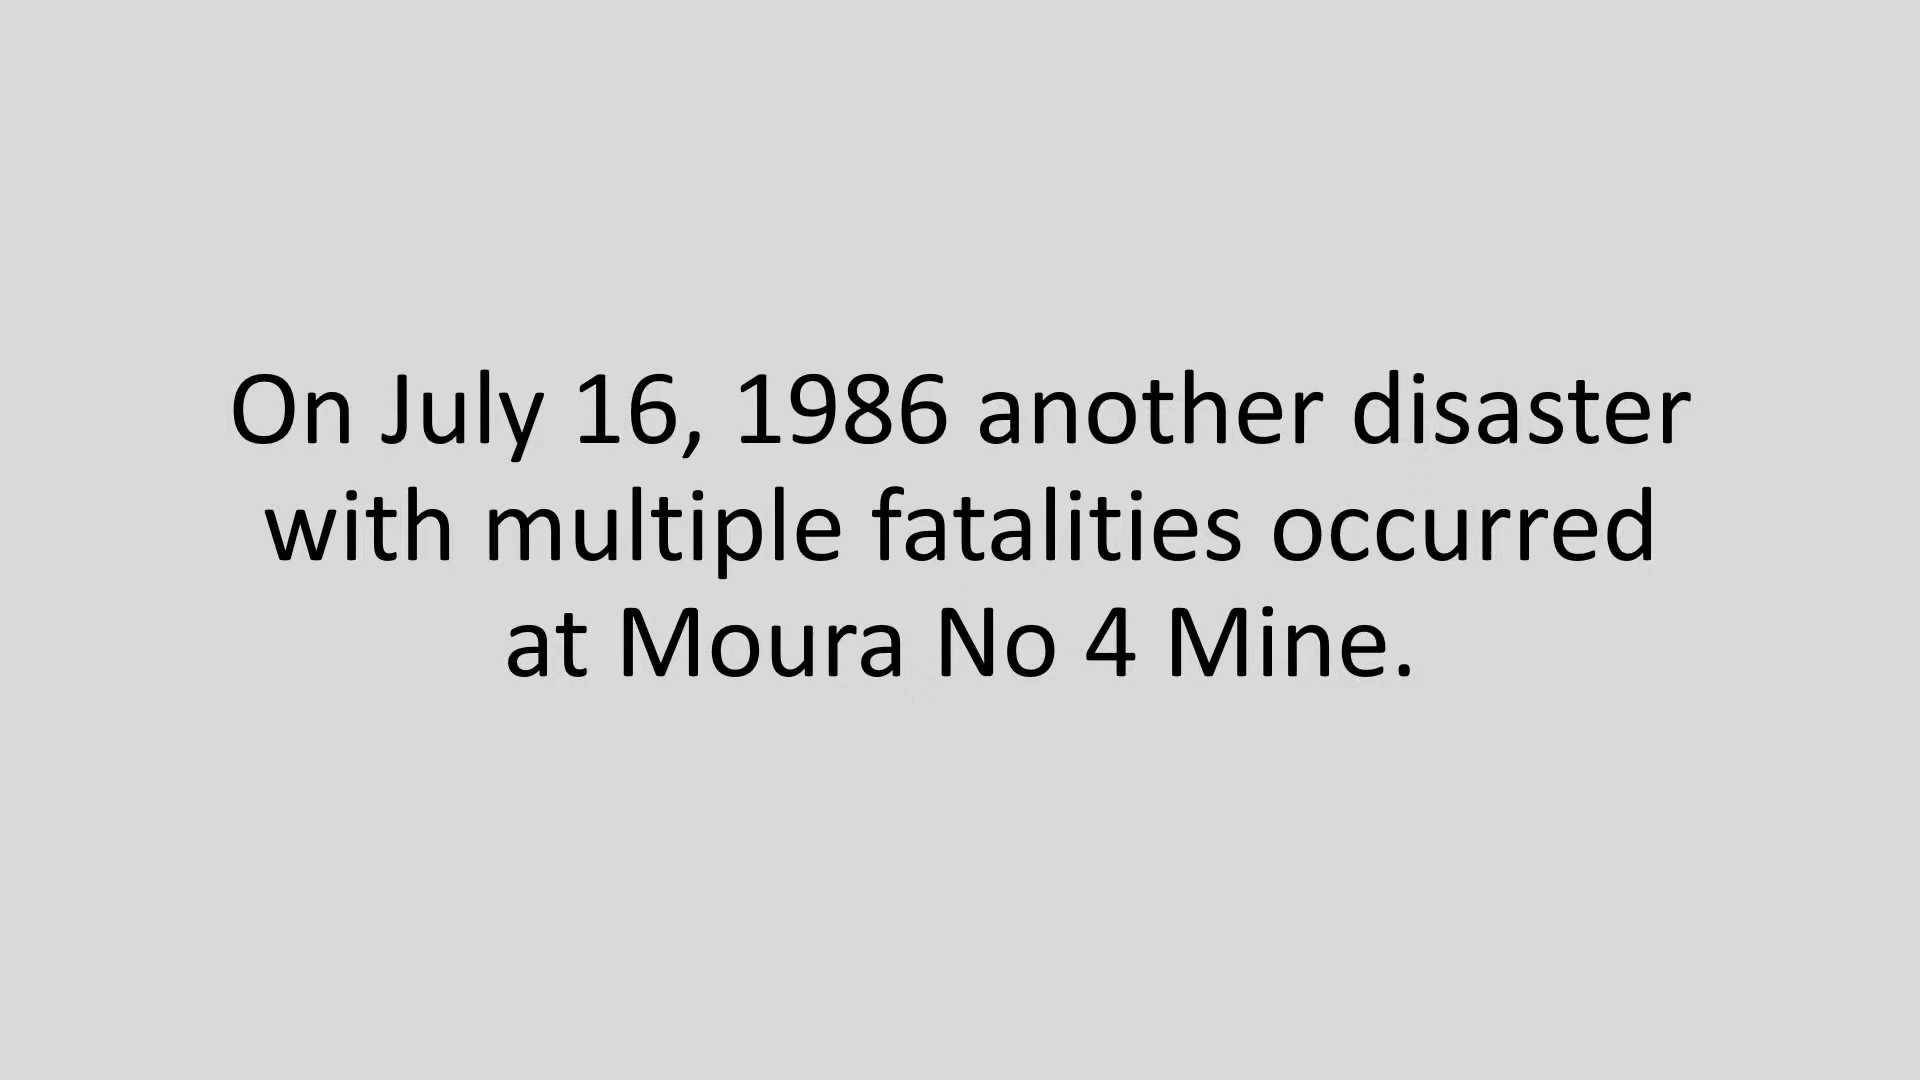 On July 16, 1986 another disaster
with multiple fatalities occurred
at Moura No 4 Mine.